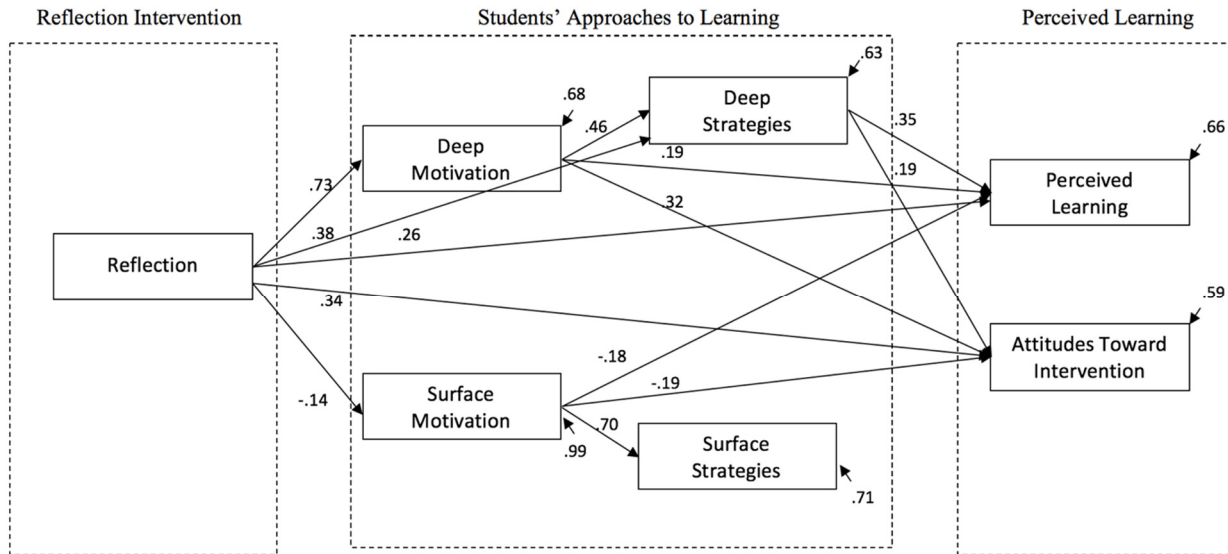 Reflection Intervention
Students’ Approaches to Learning
Perceived Learning
.63
Deep
Strategies
.68
Deep
Motivation
.46
.35
.66
.19
.19
Perceived
Learning
.73
.32
.38
.26
Reflection
.34
.59
-.18
Attitudes Toward
Intervention
-.19
-.14
Surface
Motivation
.70
.99
Surface
Strategies
.71